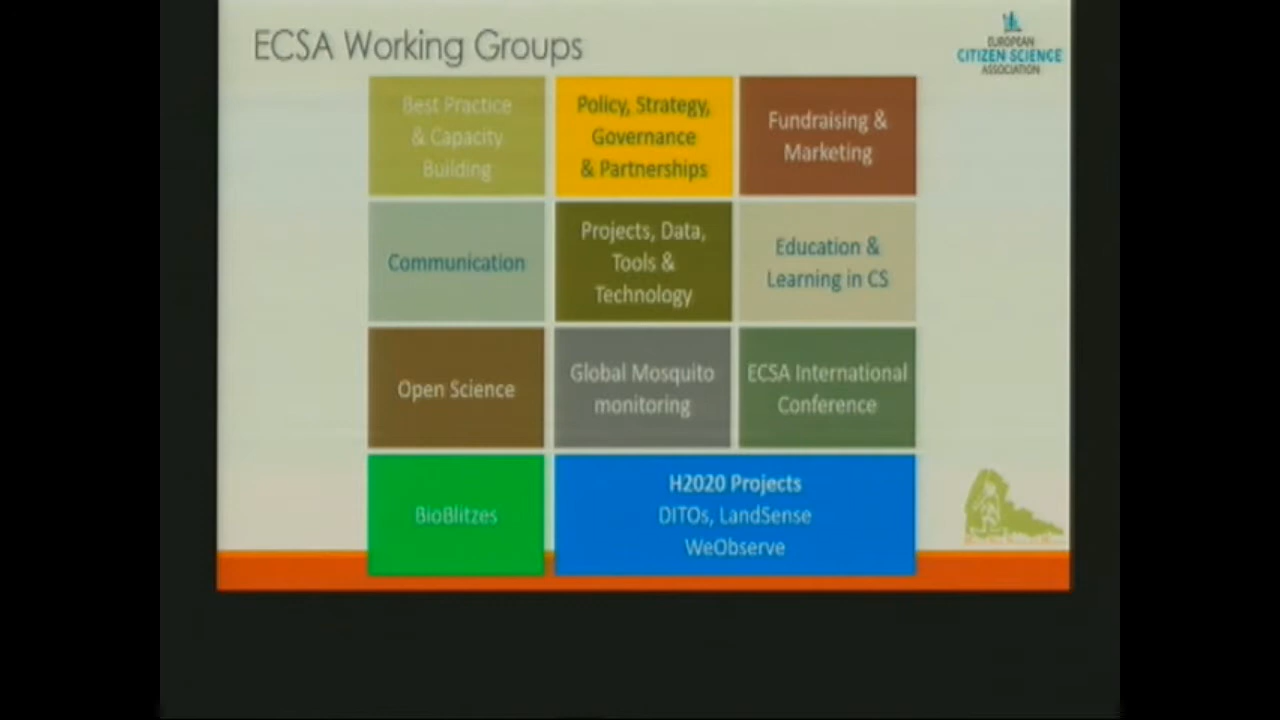 ECSA Working Groups
EUROPEAN
CITIZEN SCIENCE
ASSOCIATION
Best Practice
& Capacity
Building
Policy, Strategy,
Governance
& Partnerships
Fundraising &
Marketing
Communication
Projects, Data,
Tools &
Technology
Education &
Learning in CS
Open Science
Global Mosquito
monitoring
ECSA International
Conference
BioBlitzes
H2020 Projects
DITOs, LandSense
WeObserve